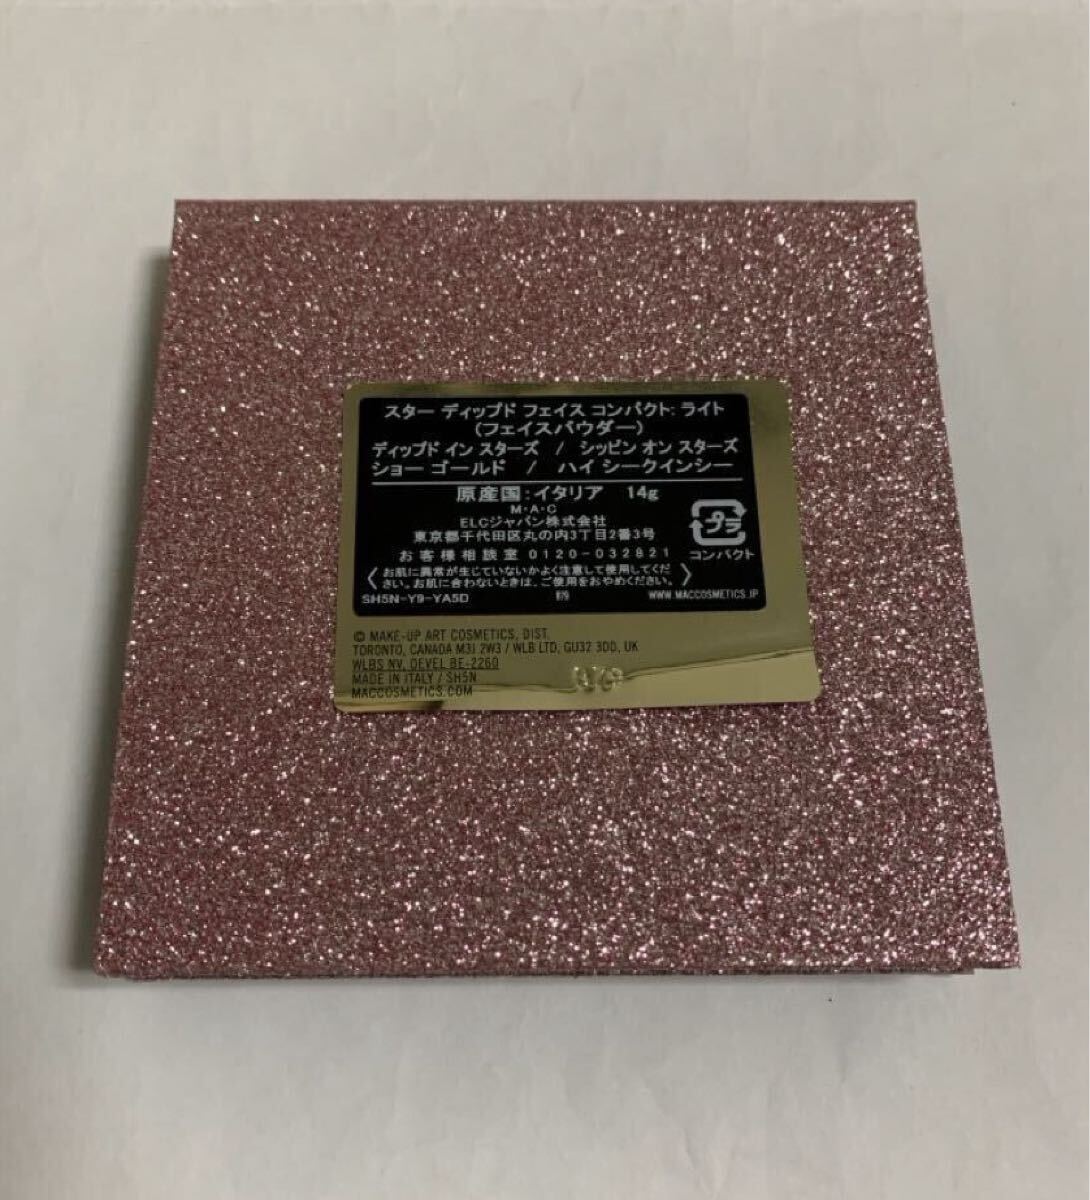 スター ディップド フェイス コンパクト: ライト
(フェイスパウダー)
ディップド イン スターズ / シッピン オン スターズ
ショー ゴールド / ハイ シークインシー
原産国:イタリア 14g
M・A・C
ELCジャパン株式会社
東京都千代田区丸の内3丁目2番3号
お客様相談室 0120-032821
お肌に異常が生じていないかよく注意して使用してくだ
さい。お肌に合わないときは、ご使用をおやめください。
SH5N-Y9-YA5D WWW.MACCOSMETICS.JP
プラ
コンパクト
© MAKE-UP ART COSMETICS, DIST.
TORONTO, CANADA M3J 2W3 / WLB LTD, GU32 3DD, UK
WLBS NV, OEVEL BE-2260
MADE IN ITALY / SH5N
MACCOSMETICS.COM